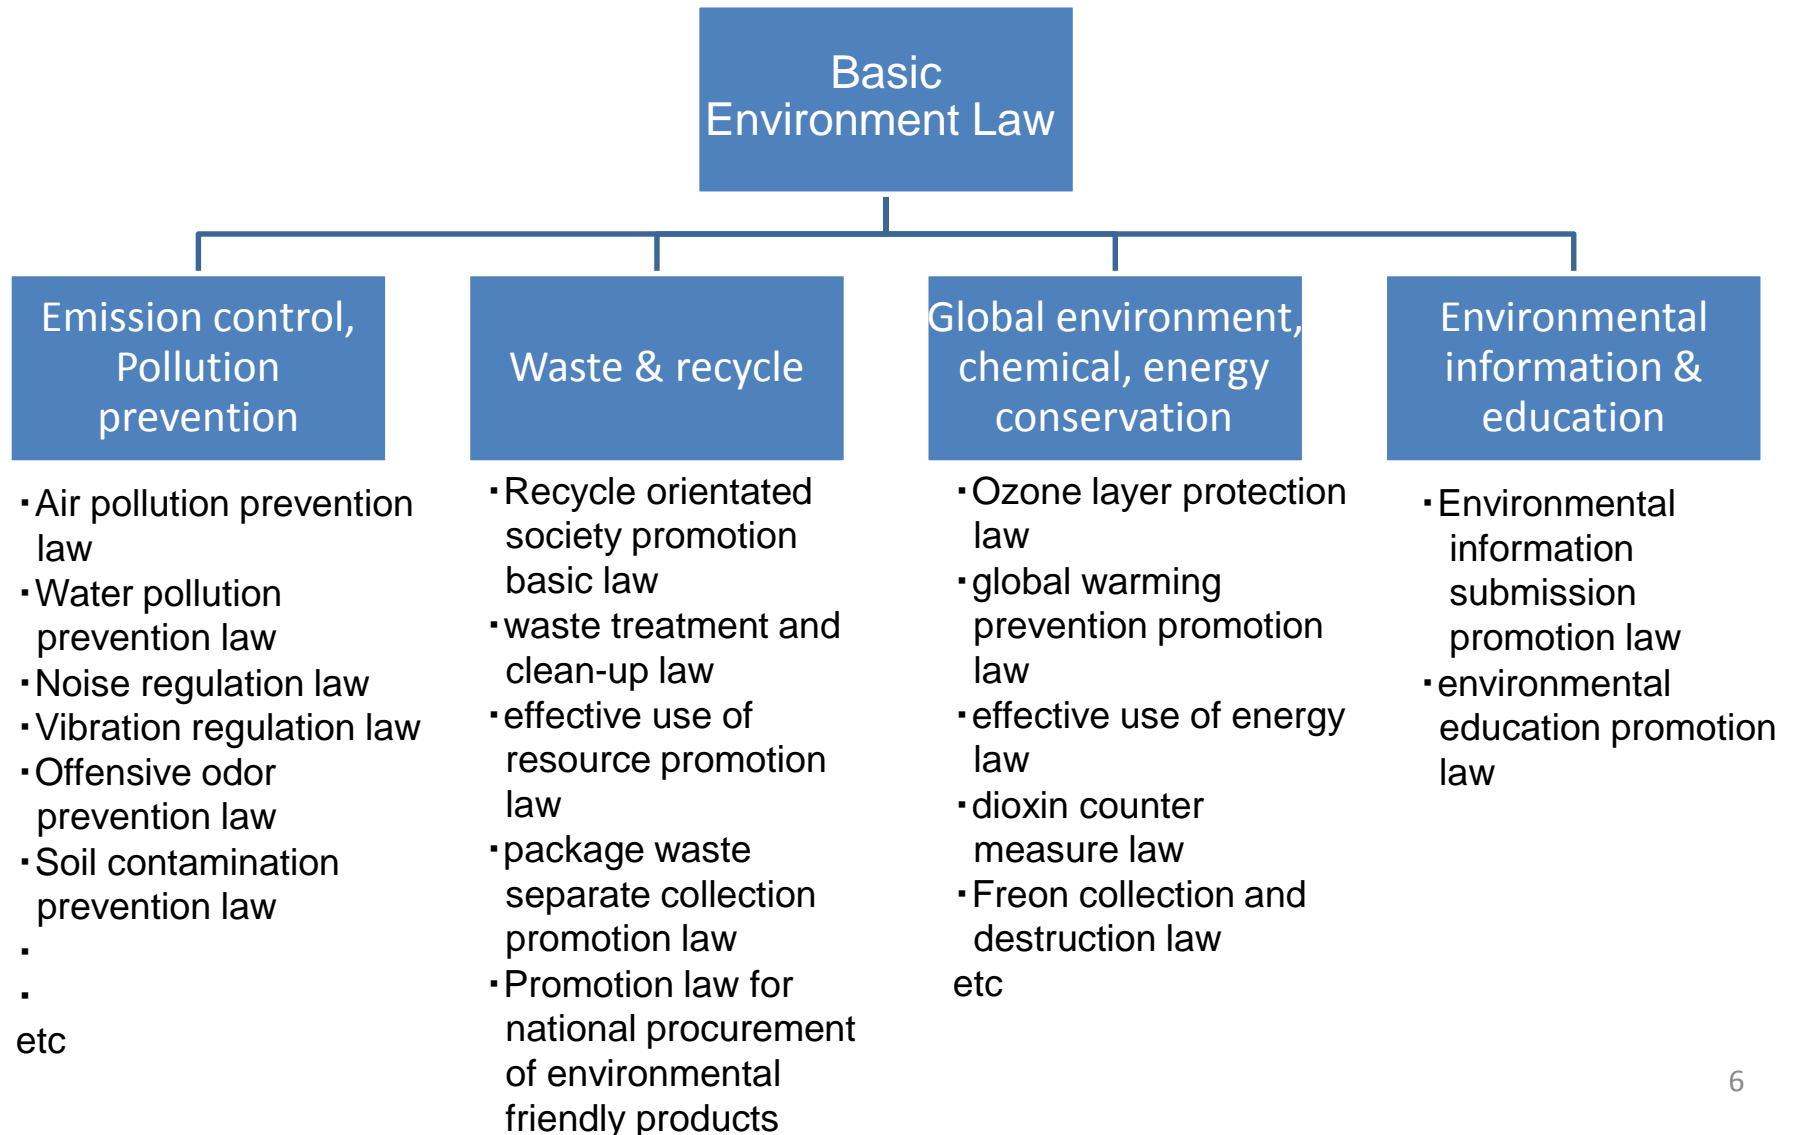 Basic
Environment Law
Emission control,
Pollution
prevention
・Air pollution prevention
law
・Water pollution
prevention law
・Noise regulation law
・Vibration regulation law
・Offensive odor
prevention law
・Soil contamination
prevention law
・
・
etc
Waste & recycle
・Recycle orientated
society promotion
basic law
・waste treatment and
clean-up law
・effective use of
resource promotion
law
・package waste
separate collection
promotion law
・Promotion law for
national procurement
of environmental
friendly products
Global environment,
chemical, energy
conservation
・Ozone layer protection
law
・global warming
prevention promotion
law
・effective use of energy
law
・dioxin counter
measure law
・Freon collection and
destruction law
etc
Environmental
information &
education
・Environmental
information
submission
promotion law
・environmental
education promotion
law
6